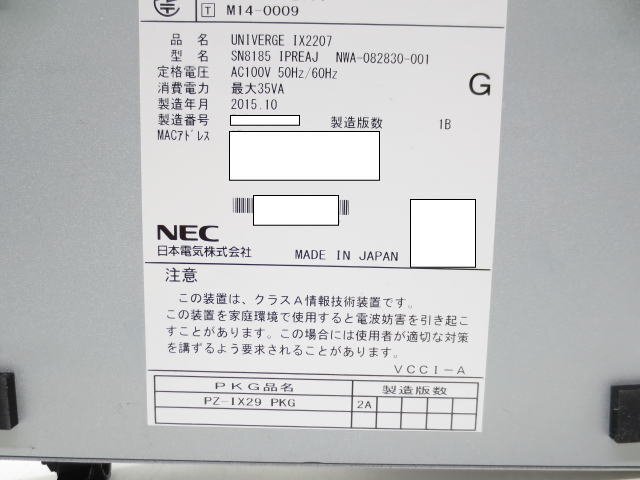 T M14-0009
品 名 UNIVERGE IX2207
型 名 SN8185 IPREAJ NWA-082830-001
定格電圧 AC100V 50Hz/60Hz
消費電力 最大35VA
製造年月 2015.10
製造番号 製造版数 1B
MACアドレス
G
NEC
日本電気株式会社 MADE IN JAPAN
注意
この装置は、クラスA情報技術装置です。
この装置を家庭環境で使用すると電波妨害を引き起こ
すことがあります。この場合には使用者が適切な対策
を講ずるよう要求されることがあります。
VCCI-A
PKG品名 製造版数
PZ-IX29 PKG 2A